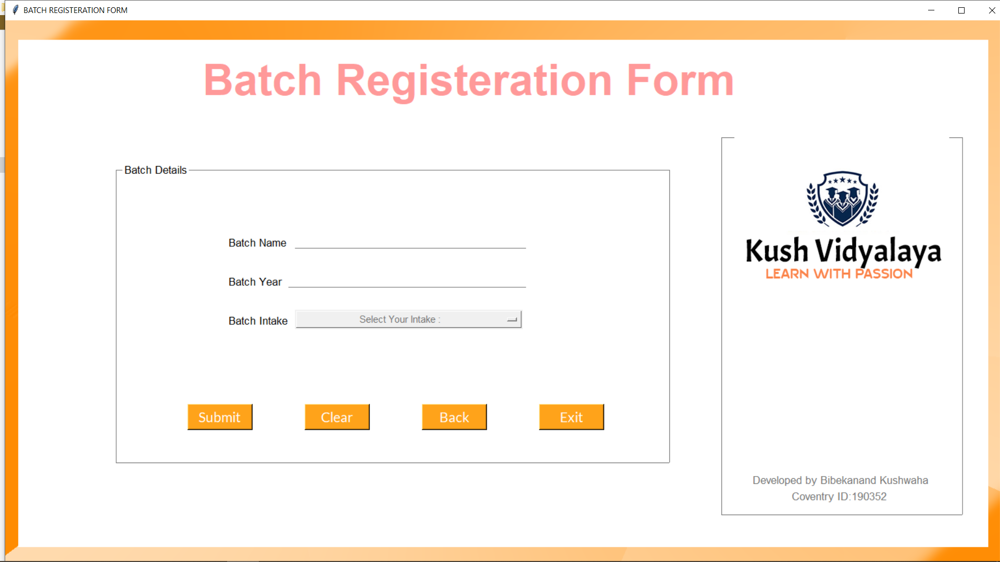 BATCH REGISTERATION FORM
Batch Registeration Form
Batch Details
Batch Name
Batch Year
Batch Intake
Select Your Intake :
Submit
Clear
Back
Exit
Kush Vidyalaya
LEARN WITH PASSION
Developed by Bibekanand Kushwaha
Coventry ID:190352